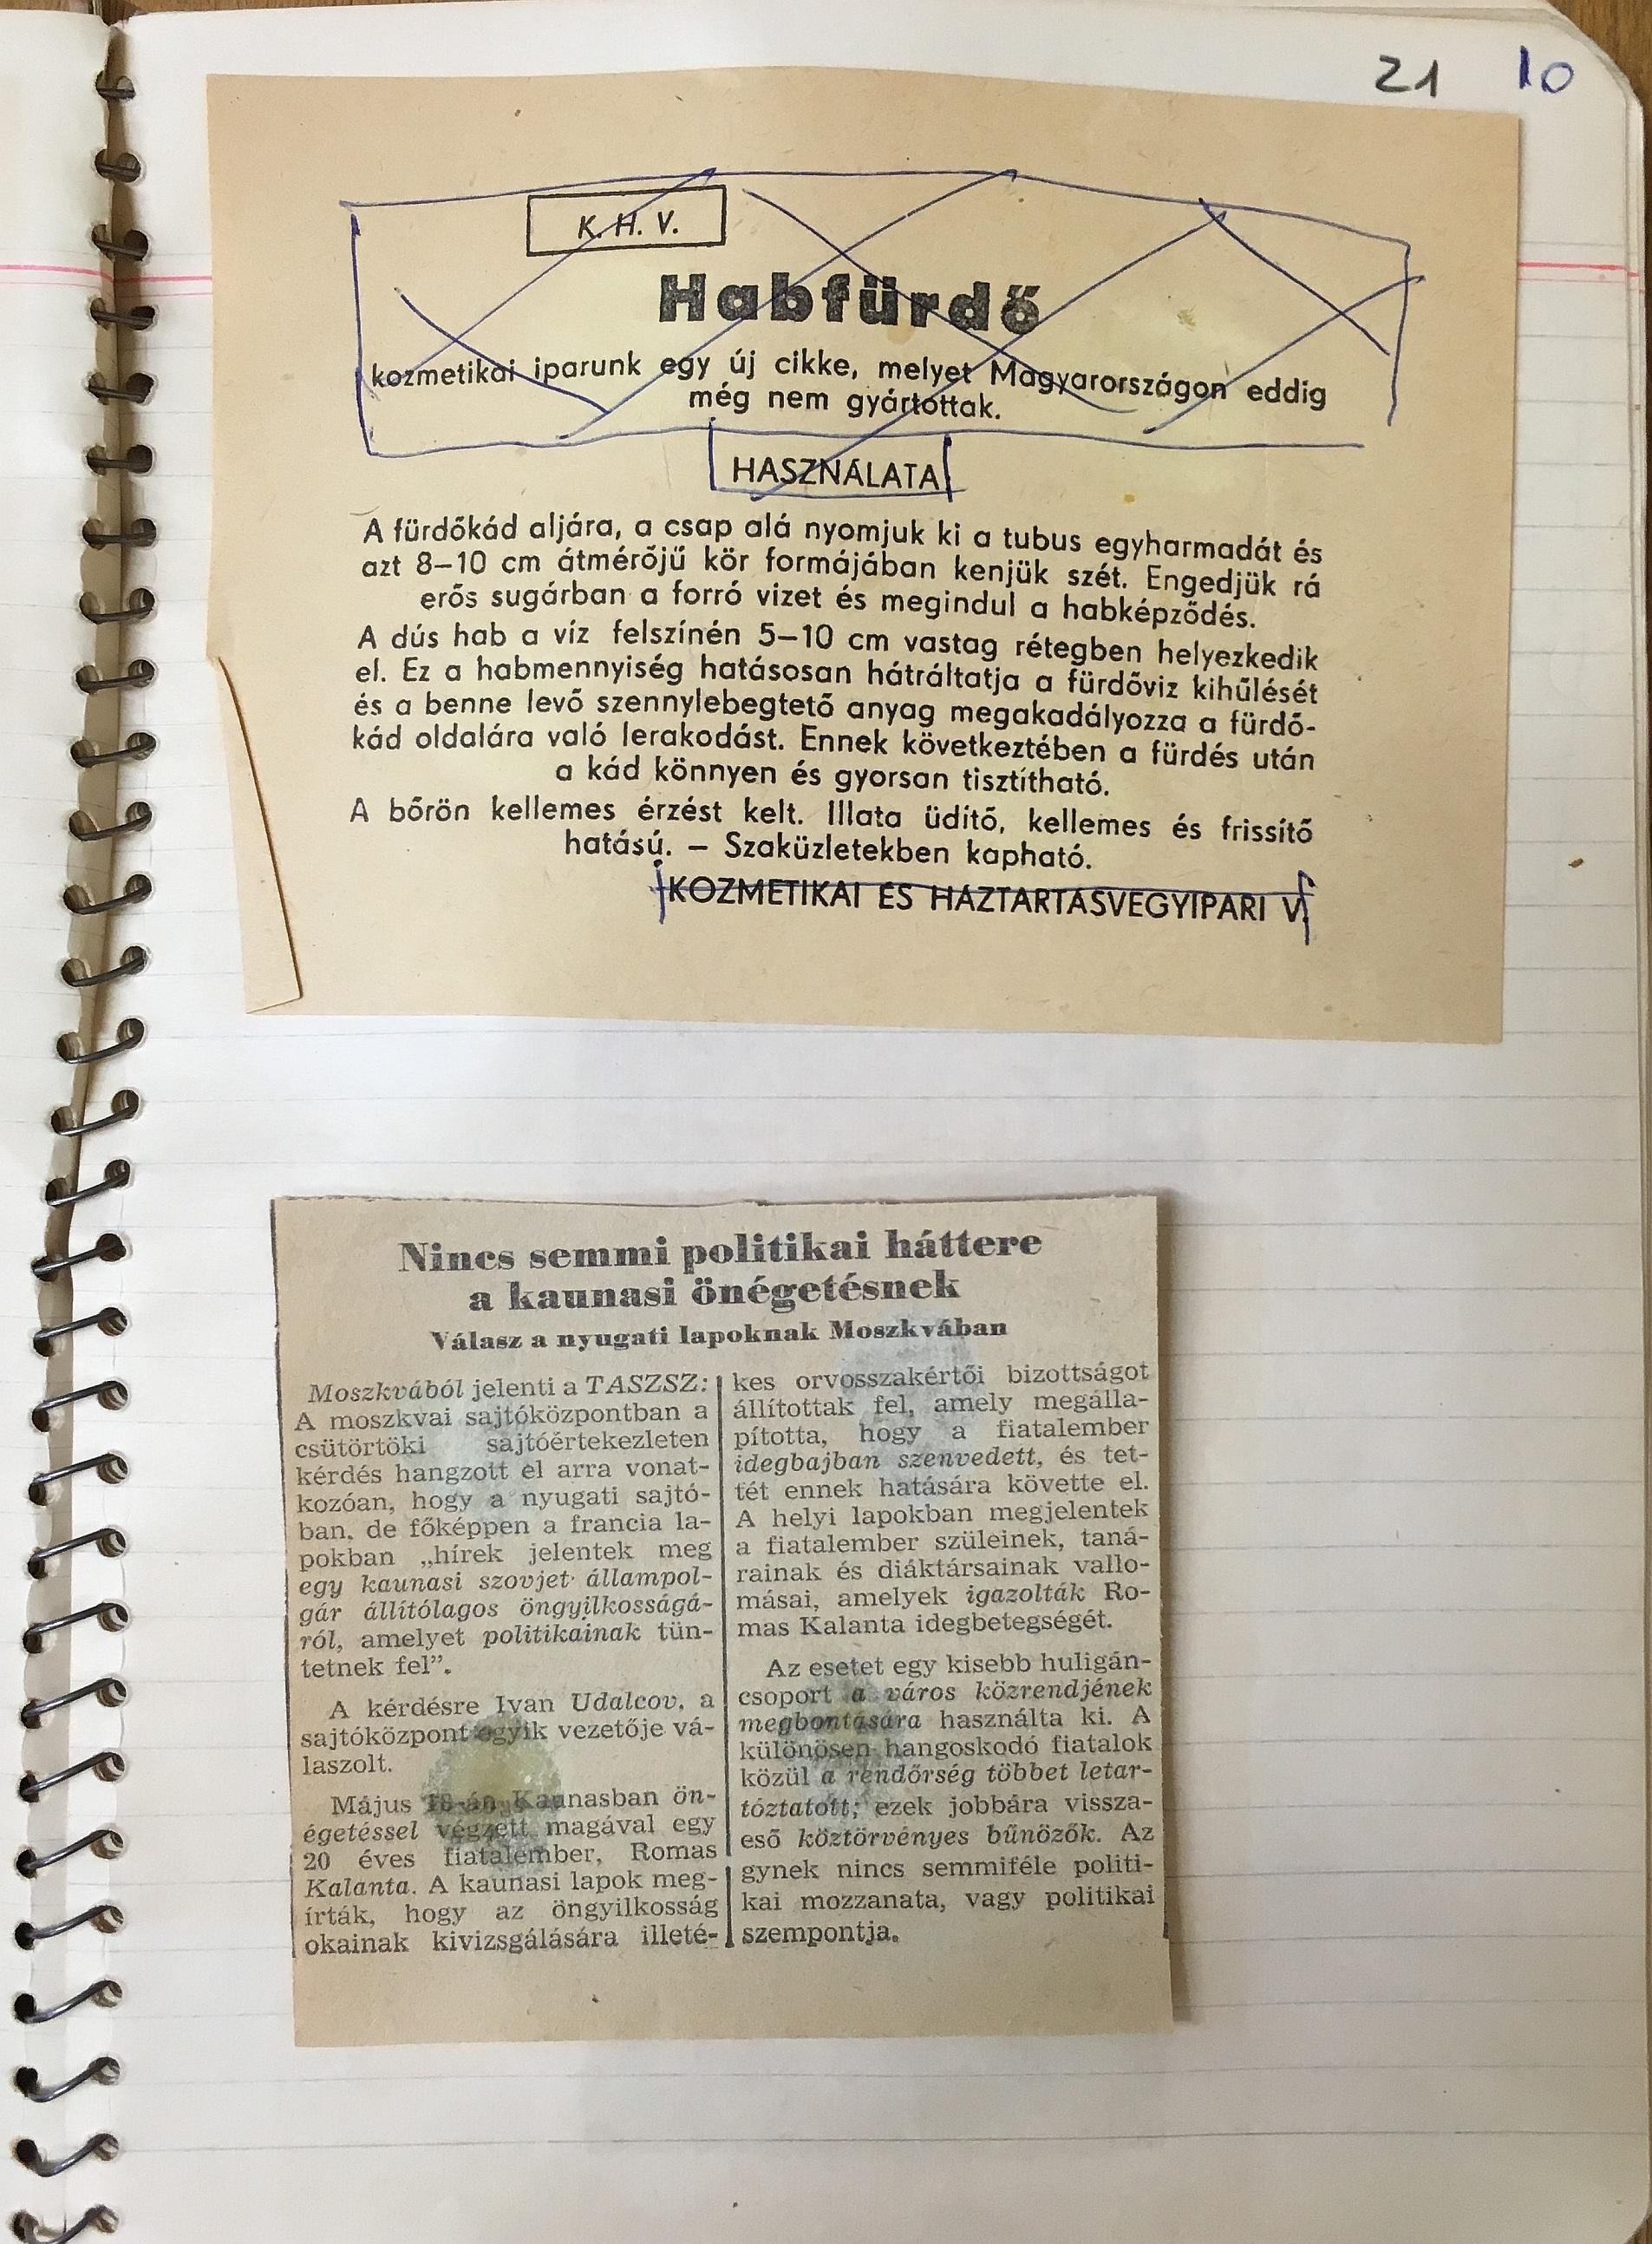 21 10
K. H. V.
Habfürdő
kozmetikai iparunk egy új cikke, melyet Magyarországon eddig
még nem gyártottak.
HASZNÁLATA
A fürdőkád aljára, a csap alá nyomjuk ki a tubus egyharmadát és
azt 8—10 cm átmérőjű kör formájában kenjük szét. Engedjük rá
erős sugárban a forró vizet és megindul a habképződés.
A dús hab a víz felszínén 5—10 cm vastag rétegben helyezkedik
el. Ez a habmennyiség hatásosan hátráltatja a fürdőviz kihűlését
és a benne levő szennylebegtető anyag megakadályozza a fürdő-
kád oldalára való lerakodást. Ennek következtében a fürdés után
a kád könnyen és gyorsan tisztítható.
A bőrön kellemes érzést kelt. Illata üdítő, kellemes és frissítő
hatású. — Szaküzletekben kapható.
KOZMETIKAI ÉS HÁZTARTÁSVEGYIPARI V.
Nincs semmi politikai háttere
a kaunasi önégetésnek
Válasz a nyugati lapoknak Moszkvában
Moszkvából jelenti a TASZSZ:
A moszkvai sajtóközpontban a
csütörtöki sajtóértekezleten
kérdés hangzott el arra vonat-
kozóan, hogy a nyugati sajtó-
ban, de főképpen a francia la-
pokban „hírek jelentek meg
egy kaunasi szovjet állampol-
gár állítólagos öngyilkosságá-
ról, amelyet politikainak tün-
tetnek fel”.
A kérdésre Ivan Udalcov, a
sajtóközpont egyik vezetője vá-
laszolt.
Május Kaunasban ön-
égetéssel végzett magával egy
20 éves fiatalember, Romas
Kalanta. A kaunasi lapok meg-
írták, hogy az öngyilkosság
okainak kivizsgálására illeté-
kes orvosszakértői bizottságot
állítottak fel, amely megálla-
pította, hogy a fiatalember
idegbajban szenvedett, és tet-
tét ennek hatására követte el.
A helyi lapokban megjelentek
a fiatalember szüleinek, taná-
rainak és diáktársainak vallo-
másai, amelyek igazolták Ro-
mas Kalanta idegbetegségét.
Az esetet egy kisebb huligán-
csoport a város közrendjének
megbontására használta ki. A
különösen hangoskodó fiatalok
közül a rendőrség többet letar-
tóztatott; ezek jobbára vissza-
eső köztörvényes bűnözők. Az
gynek nincs semmiféle politi-
kai mozzanata, vagy politikai
szempontja.